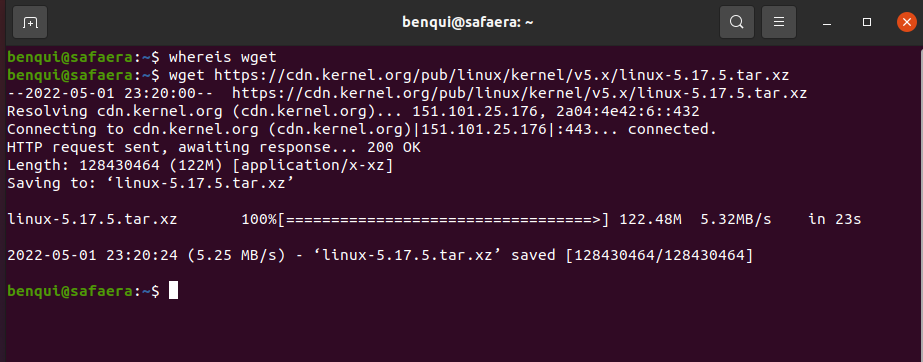 benqui@safaera: ~
benqui@safaera:~$ whereis wget
benqui@safaera:~$ wget https://cdn.kernel.org/pub/linux/kernel/v5.x/linux-5.17.5.tar.xz
--2022-05-01 23:20:00--  https://cdn.kernel.org/pub/linux/kernel/v5.x/linux-5.17.5.tar.xz
Resolving cdn.kernel.org (cdn.kernel.org)... 151.101.25.176, 2a04:4e42:6::432
Connecting to cdn.kernel.org (cdn.kernel.org)|151.101.25.176|:443... connected.
HTTP request sent, awaiting response... 200 OK
Length: 128430464 (122M) [application/x-xz]
Saving to: ‘linux-5.17.5.tar.xz’
linux-5.17.5.tar.xz       100%[==================================>] 122.48M  5.32MB/s    in 23s
2022-05-01 23:20:24 (5.25 MB/s) - ‘linux-5.17.5.tar.xz’ saved [128430464/128430464]
benqui@safaera:~$